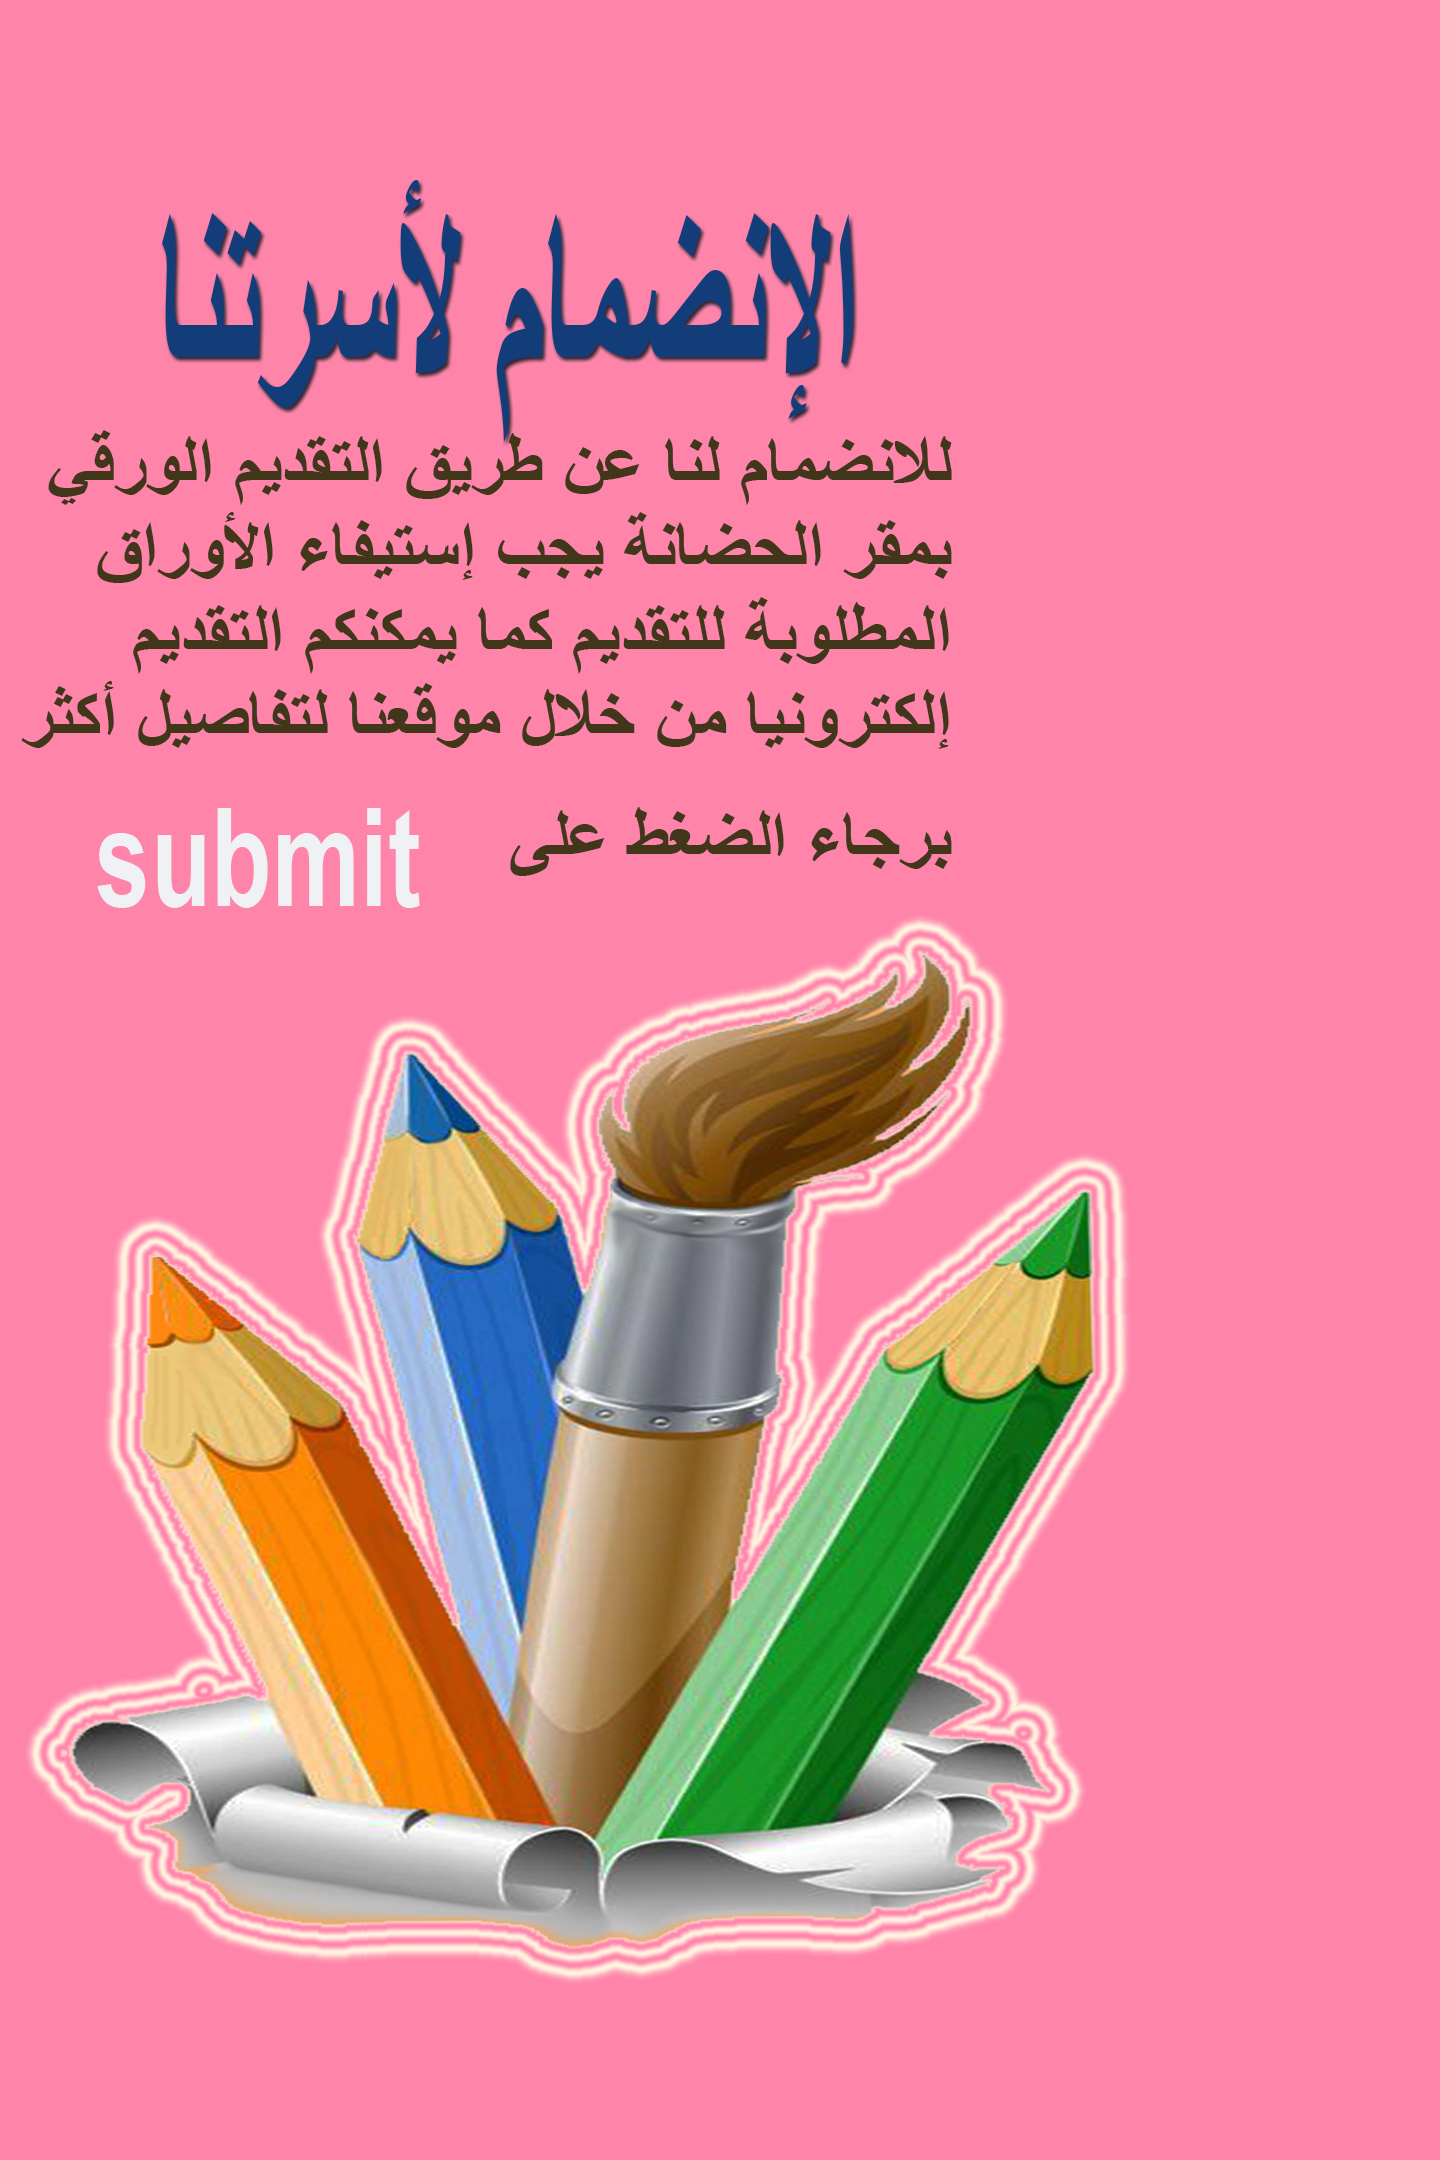 الإنضمام لأسرتنا
للانضمام لنا عن طريق التقديم الورقي
بمقر الحضانة يجب إستيفاء الأوراق
المطلوبة للتقديم كما يمكنكم التقديم
إلكترونيا من خلال موقعنا لتفاصيل أكثر
برجاء الضغط على submit